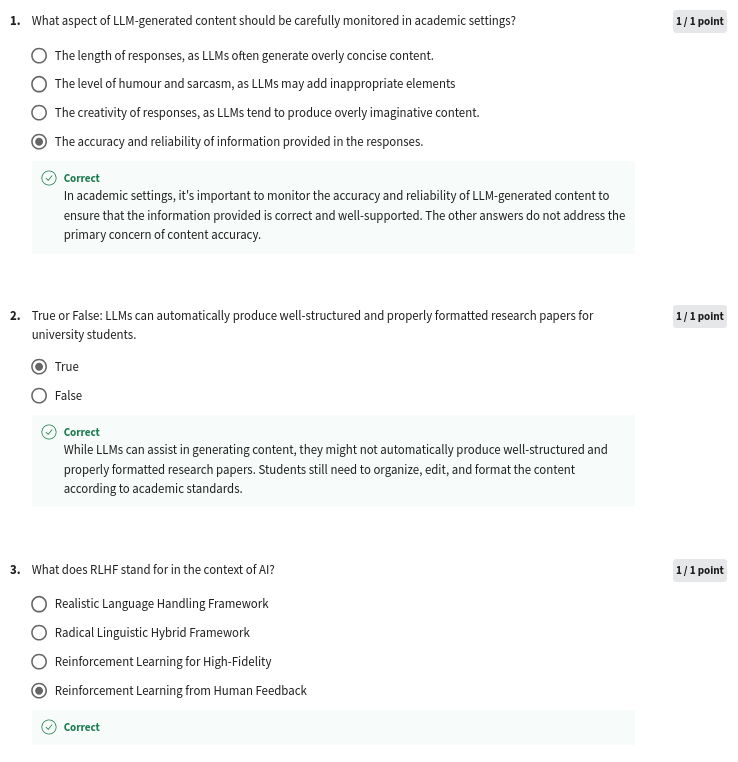 1. What aspect of LLM-generated content should be carefully monitored in academic settings? 1 / 1 point
The length of responses, as LLMs often generate overly concise content.
The level of humour and sarcasm, as LLMs may add inappropriate elements
The creativity of responses, as LLMs tend to produce overly imaginative content.
The accuracy and reliability of information provided in the responses.
Correct
In academic settings, it's important to monitor the accuracy and reliability of LLM-generated content to
ensure that the information provided is correct and well-supported. The other answers do not address the
primary concern of content accuracy.
2. True or False: LLMs can automatically produce well-structured and properly formatted research papers for 1 / 1 point
university students.
True
False
Correct
While LLMs can assist in generating content, they might not automatically produce well-structured and
properly formatted research papers. Students still need to organize, edit, and format the content
according to academic standards.
3. What does RLHF stand for in the context of AI? 1 / 1 point
Realistic Language Handling Framework
Radical Linguistic Hybrid Framework
Reinforcement Learning for High-Fidelity
Reinforcement Learning from Human Feedback
Correct